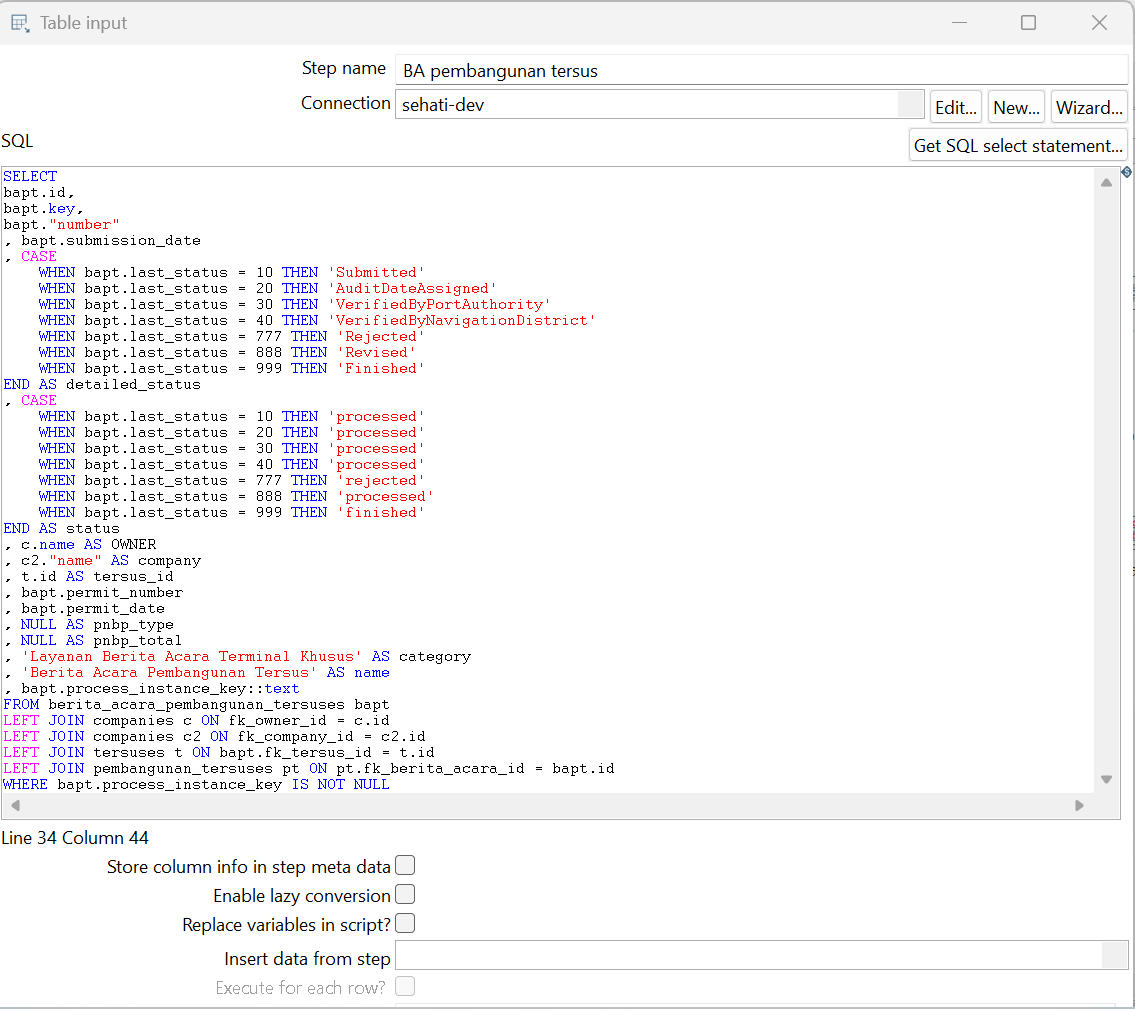 Table input
Step name BA pembangunan tersus
Connection sehati-dev Edit... New... Wizard...
SQL
Get SQL select statement...
SELECT
bapt.id,
bapt.key,
bapt."number"
, bapt.submission_date
, CASE
    WHEN bapt.last_status = 10 THEN 'Submitted'
    WHEN bapt.last_status = 20 THEN 'AuditDateAssigned'
    WHEN bapt.last_status = 30 THEN 'VerifiedByPortAuthority'
    WHEN bapt.last_status = 40 THEN 'VerifiedByNavigationDistrict'
    WHEN bapt.last_status = 777 THEN 'Rejected'
    WHEN bapt.last_status = 888 THEN 'Revised'
    WHEN bapt.last_status = 999 THEN 'Finished'
END AS detailed_status
, CASE
    WHEN bapt.last_status = 10 THEN 'processed'
    WHEN bapt.last_status = 20 THEN 'processed'
    WHEN bapt.last_status = 30 THEN 'processed'
    WHEN bapt.last_status = 40 THEN 'processed'
    WHEN bapt.last_status = 777 THEN 'rejected'
    WHEN bapt.last_status = 888 THEN 'processed'
    WHEN bapt.last_status = 999 THEN 'finished'
END AS status
, c.name AS OWNER
, c2."name" AS company
, t.id AS tersus_id
, bapt.permit_number
, bapt.permit_date
, NULL AS pnbp_type
, NULL AS pnbp_total
, 'Layanan Berita Acara Terminal Khusus' AS category
, 'Berita Acara Pembangunan Tersus' AS name
, bapt.process_instance_key::text
FROM berita_acara_pembangunan_tersuses bapt
LEFT JOIN companies c ON fk_owner_id = c.id
LEFT JOIN companies c2 ON fk_company_id = c2.id
LEFT JOIN tersuses t ON bapt.fk_tersus_id = t.id
LEFT JOIN pembangunan_tersuses pt ON pt.fk_berita_acara_id = bapt.id
WHERE bapt.process_instance_key IS NOT NULL
Line 34 Column 44
Store column info in step meta data
Enable lazy conversion
Replace variables in script?
Insert data from step
Execute for each row?